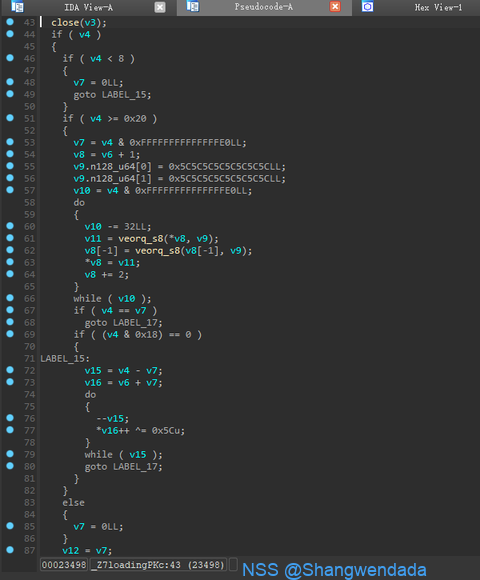 IDA View-A Pseudocode-A Hex View-1
43 close(v3);
44 if ( v4 )
45 {
46 if ( v4 < 8 )
47 {
48 v7 = 0LL;
49 goto LABEL_15;
50 }
51 if ( v4 >= 0x20 )
52 {
53 v7 = v4 & 0xFFFFFFFFFFFFFFE0LL;
54 v8 = v6 + 1;
55 v9.n128_u64[0] = 0x5C5C5C5C5C5C5C5CLL;
56 v9.n128_u64[1] = 0x5C5C5C5C5C5C5C5CLL;
57 v10 = v4 & 0xFFFFFFFFFFFFFFE0LL;
58 do
59 {
60 v10 -= 32LL;
61 v11 = veorq_s8(*v8, v9);
62 v8[-1] = veorq_s8(v8[-1], v9);
63 *v8 = v11;
64 v8 += 2;
65 }
66 while ( v10 );
67 if ( v4 == v7 )
68 goto LABEL_17;
69 if ( (v4 & 0x18) == 0 )
70 {
71 LABEL_15:
72 v15 = v4 - v7;
73 v16 = v6 + v7;
74 do
75 {
76 --v15;
77 *v16++ ^= 0x5Cu;
78 }
79 while ( v15 );
80 goto LABEL_17;
81 }
82 }
83 else
84 {
85 v7 = 0LL;
86 }
87 v12 = v7;
00023498 _Z7loadingPKc:43 (23498)
NSS @Shangwendada